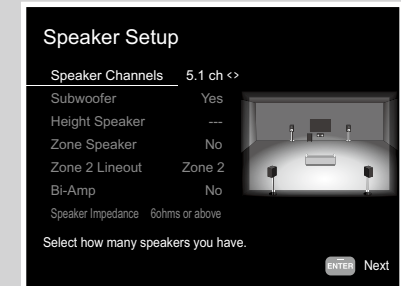 Speaker Setup
Speaker Channels 5.1 ch <>
Subwoofer Yes
Height Speaker ---
Zone Speaker No
Zone 2 Lineout Zone 2
Bi-Amp No
Speaker Impedance 6ohms or above
Select how many speakers you have.
ENTER Next